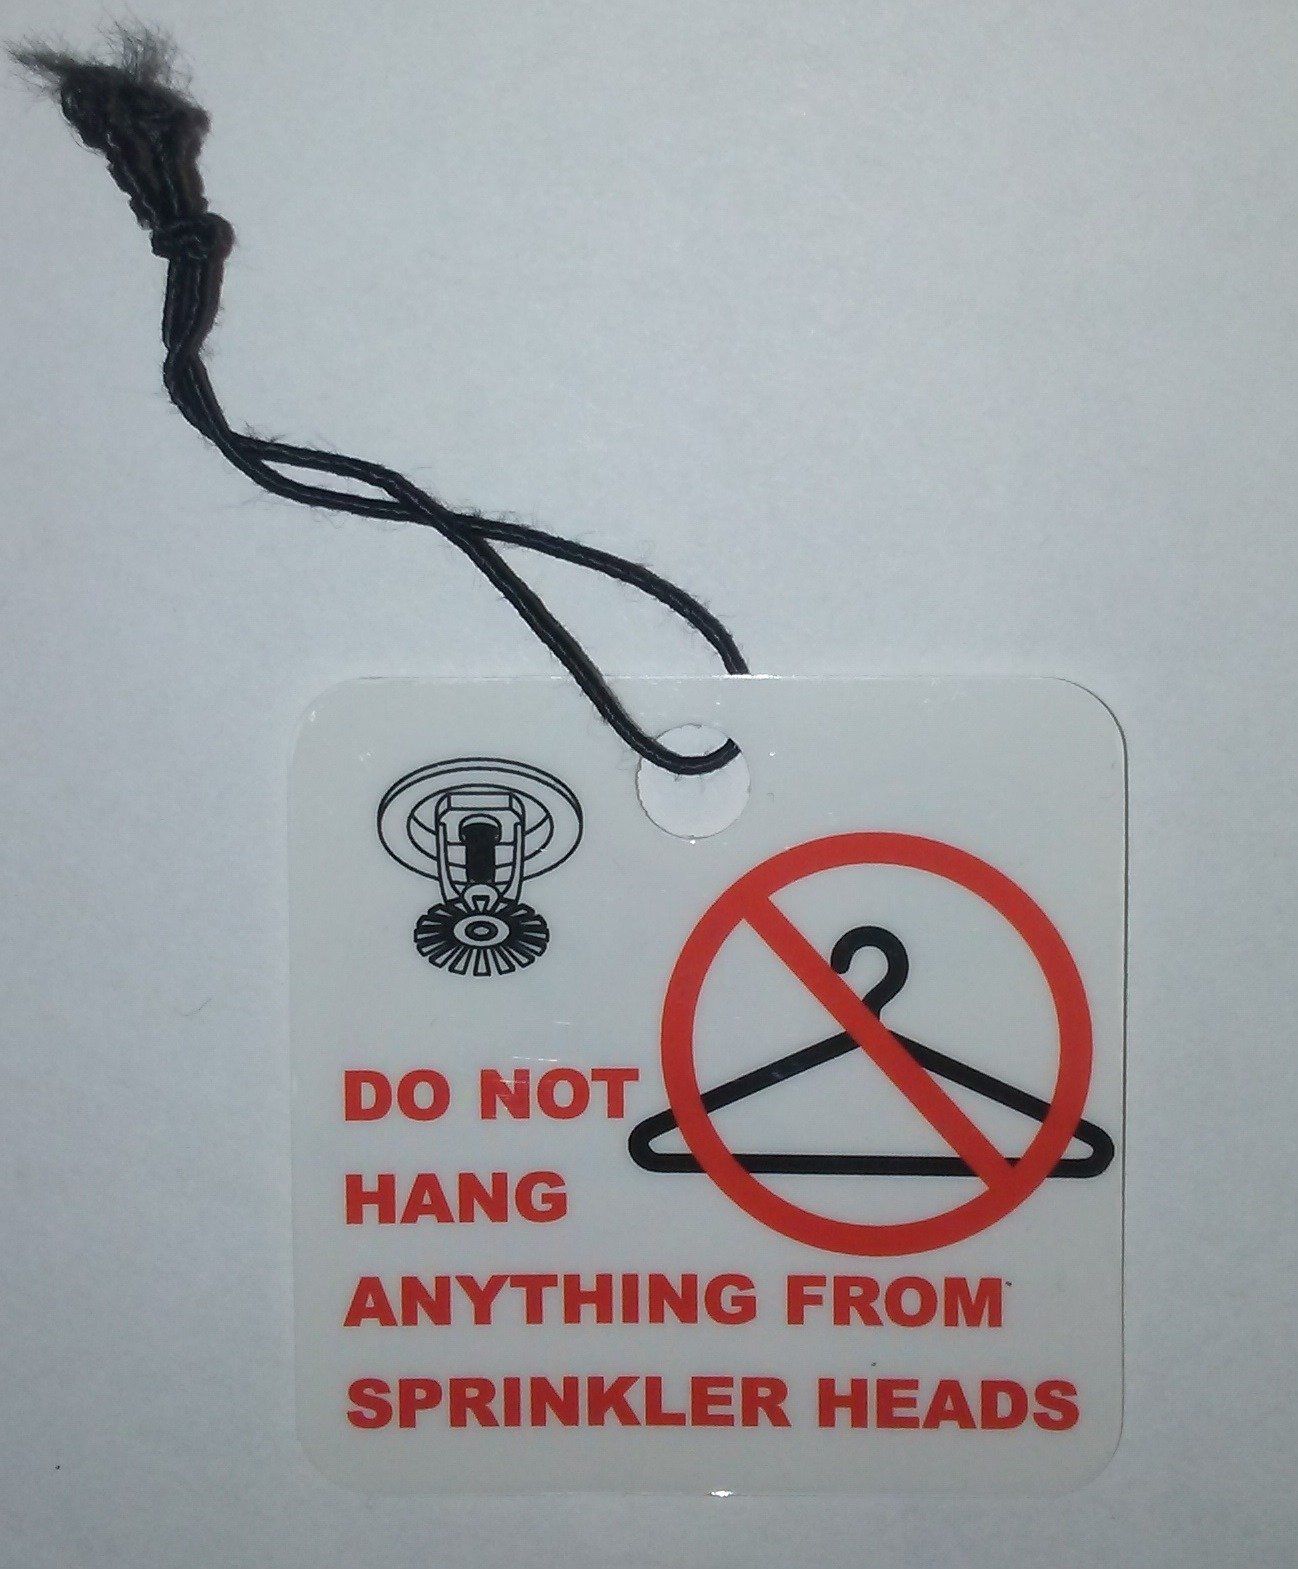 DO NOT
HANG
ANYTHING FROM
SPRINKLER HEADS